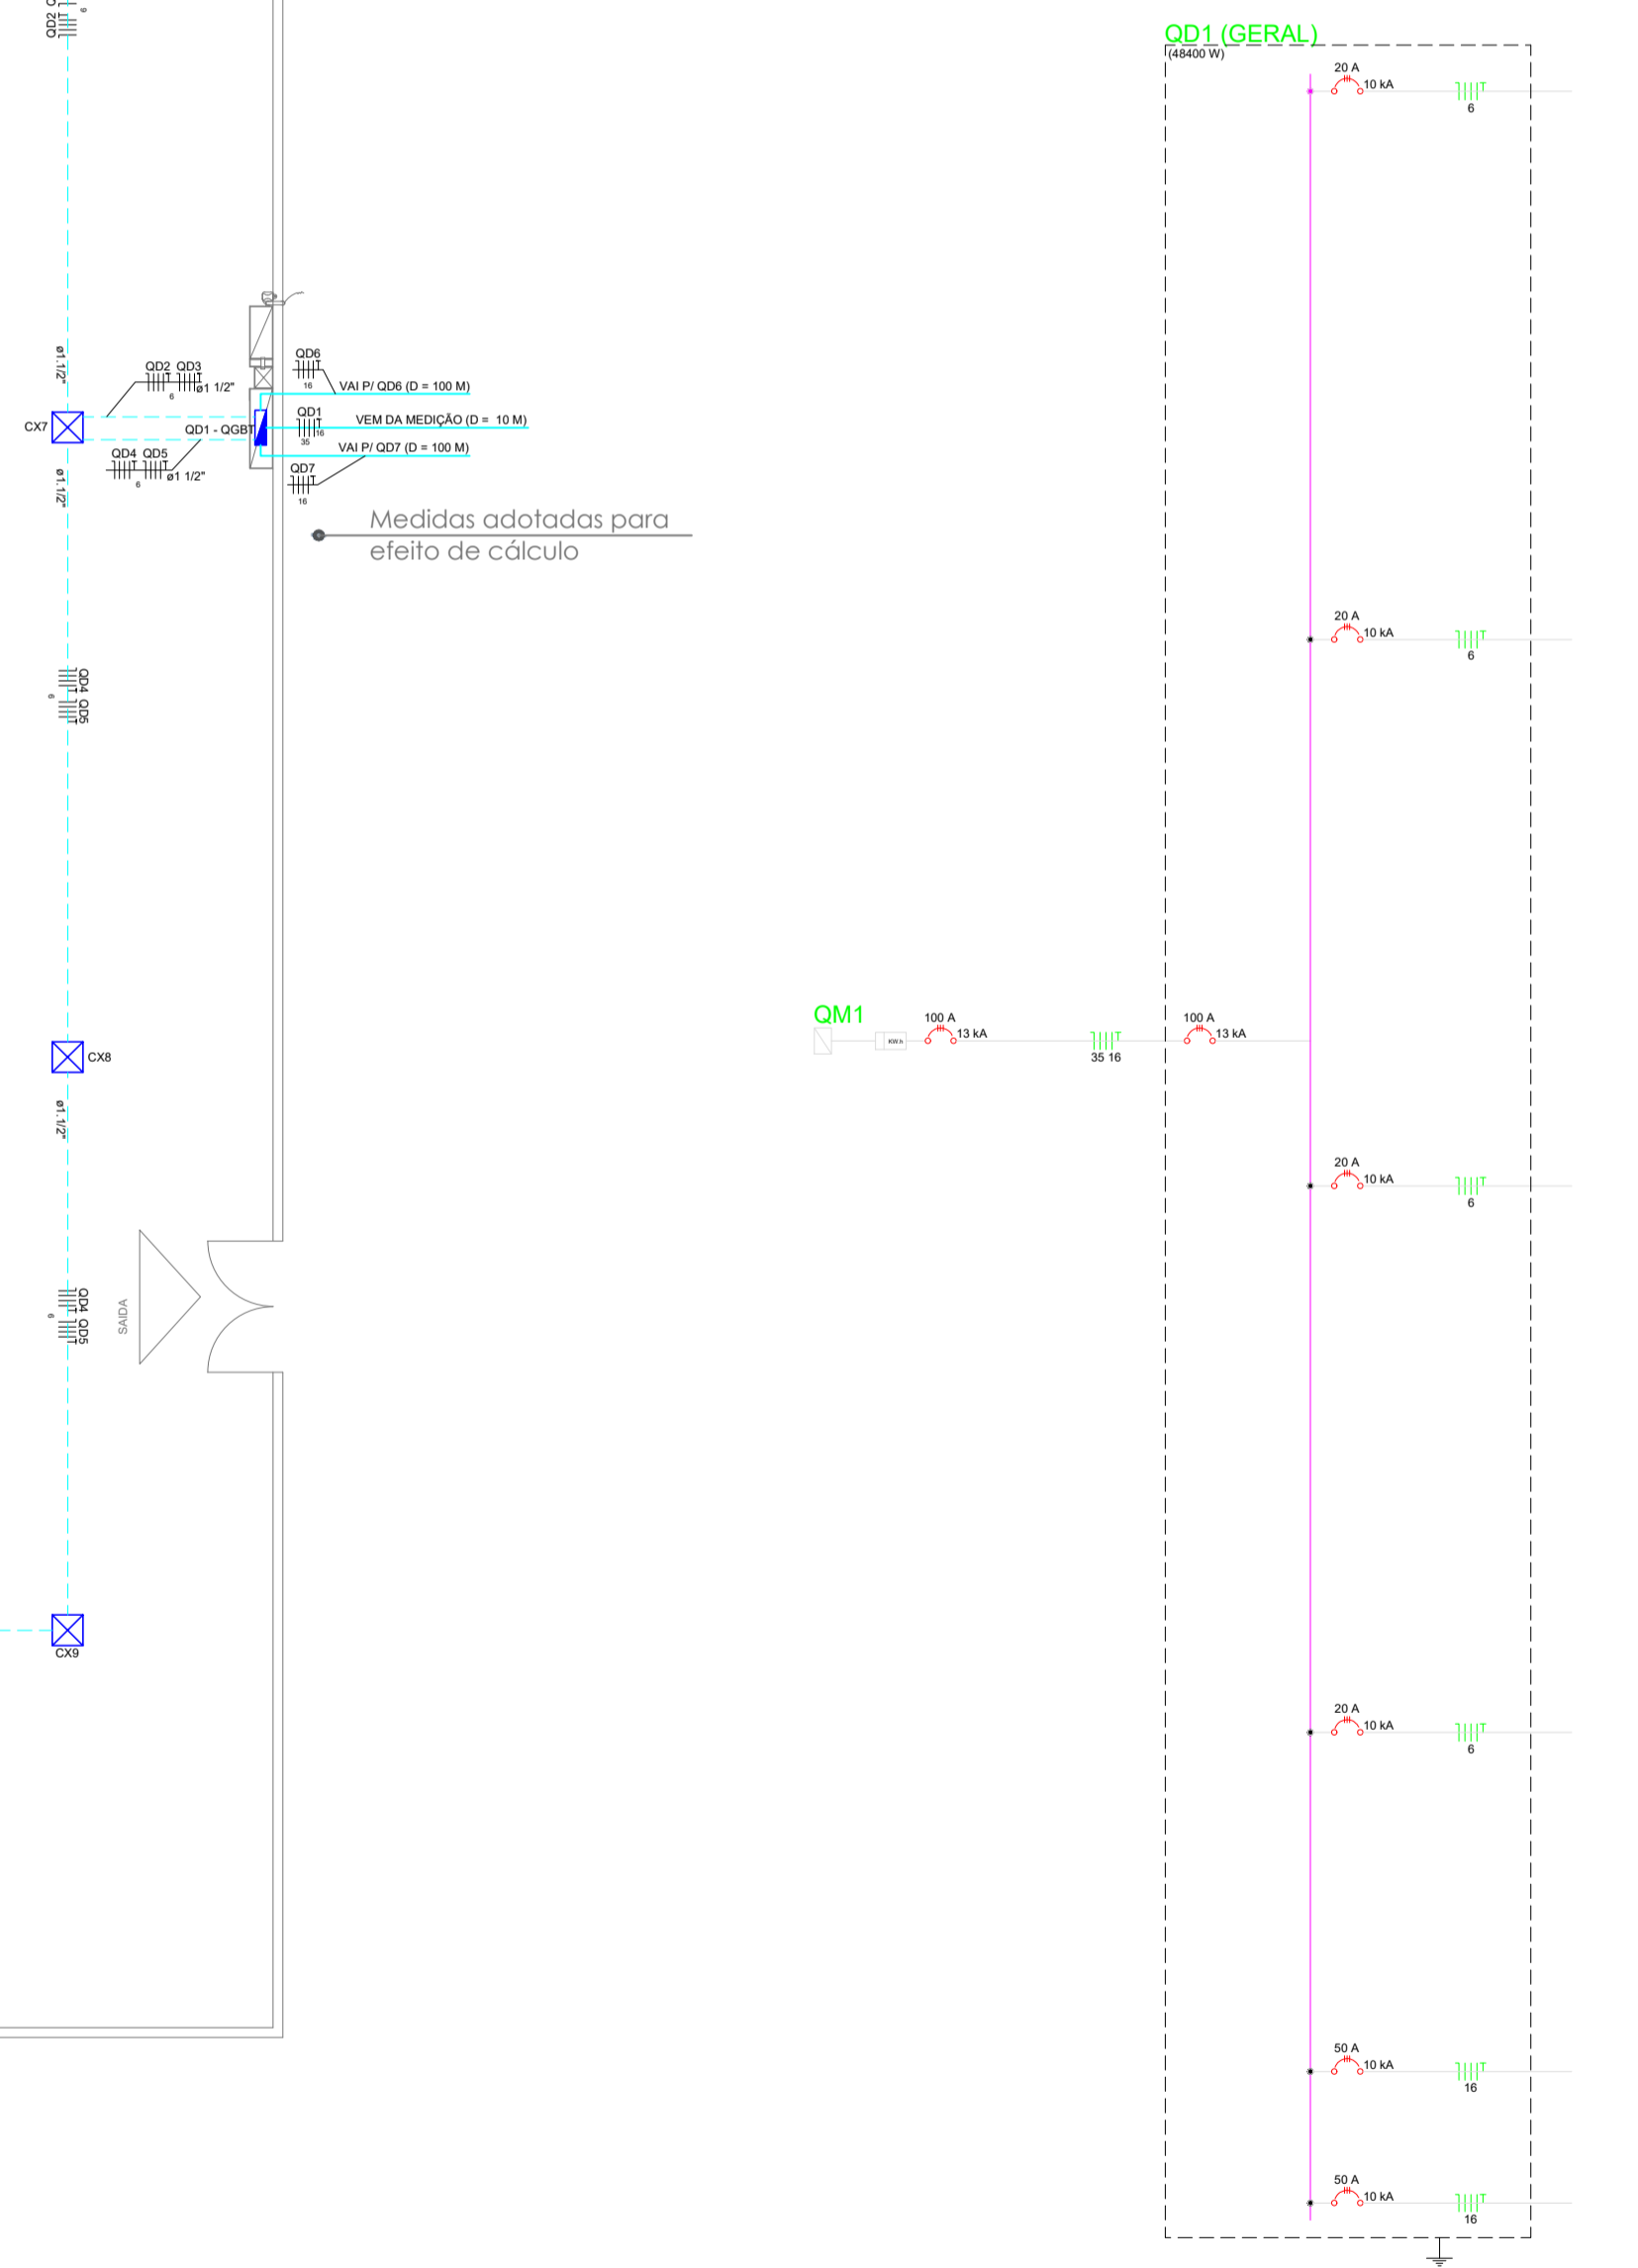 QD2
6
ø1.1/2"
QD2 QD3
6
ø1 1/2"
CX7
QD1 - QGBT
QD4 QD5
6
ø1 1/2"
ø1.1/2"
QD6
16
VAI P/ QD6 (D = 100 M)
QD1
35
16
VEM DA MEDIÇÃO (D = 10 M)
VAI P/ QD7 (D = 100 M)
QD7
16
Medidas adotadas para
efeito de cálculo
QD4 QD5
6
CX8
ø1.1/2"
QD4 QD5
6
SAIDA
CX9
QM1
KW.h
100 A
13 kA
35 16
QD1 (GERAL)
(48400 W)
20 A
10 kA
6
20 A
10 kA
6
100 A
13 kA
20 A
10 kA
6
20 A
10 kA
6
50 A
10 kA
16
50 A
10 kA
16